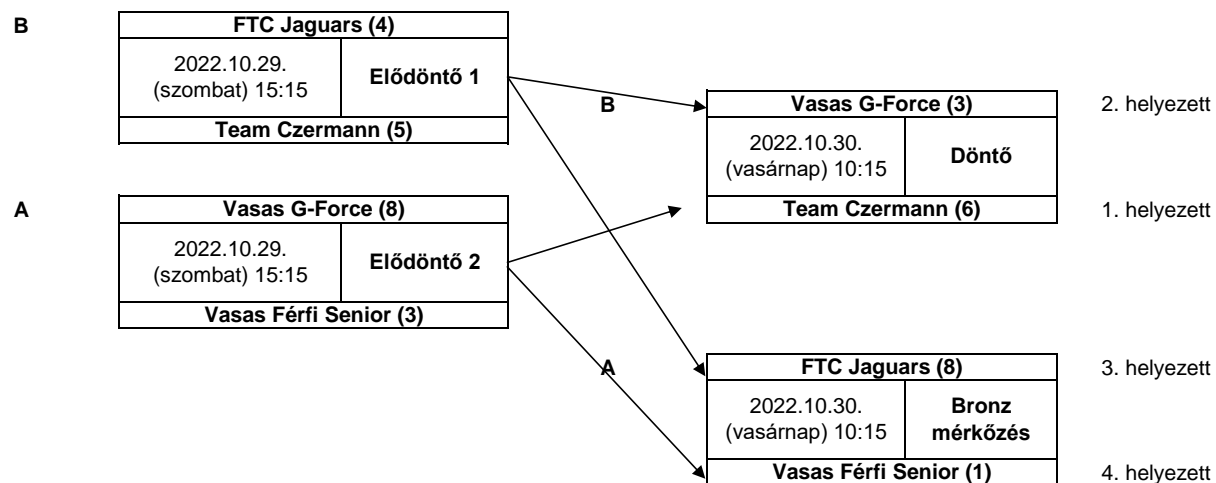 B
FTC Jaguars (4)
2022.10.29.
(szombat) 15:15
Elődöntő 1
Team Czermann (5)
A
Vasas G-Force (8)
2022.10.29.
(szombat) 15:15
Elődöntő 2
Vasas Férfi Senior (3)
B
A
Vasas G-Force (3)
2. helyezett
2022.10.30.
(vasárnap) 10:15
Döntő
Team Czermann (6)
1. helyezett
FTC Jaguars (8)
3. helyezett
2022.10.30.
(vasárnap) 10:15
Bronz
mérkőzés
Vasas Férfi Senior (1)
4. helyezett